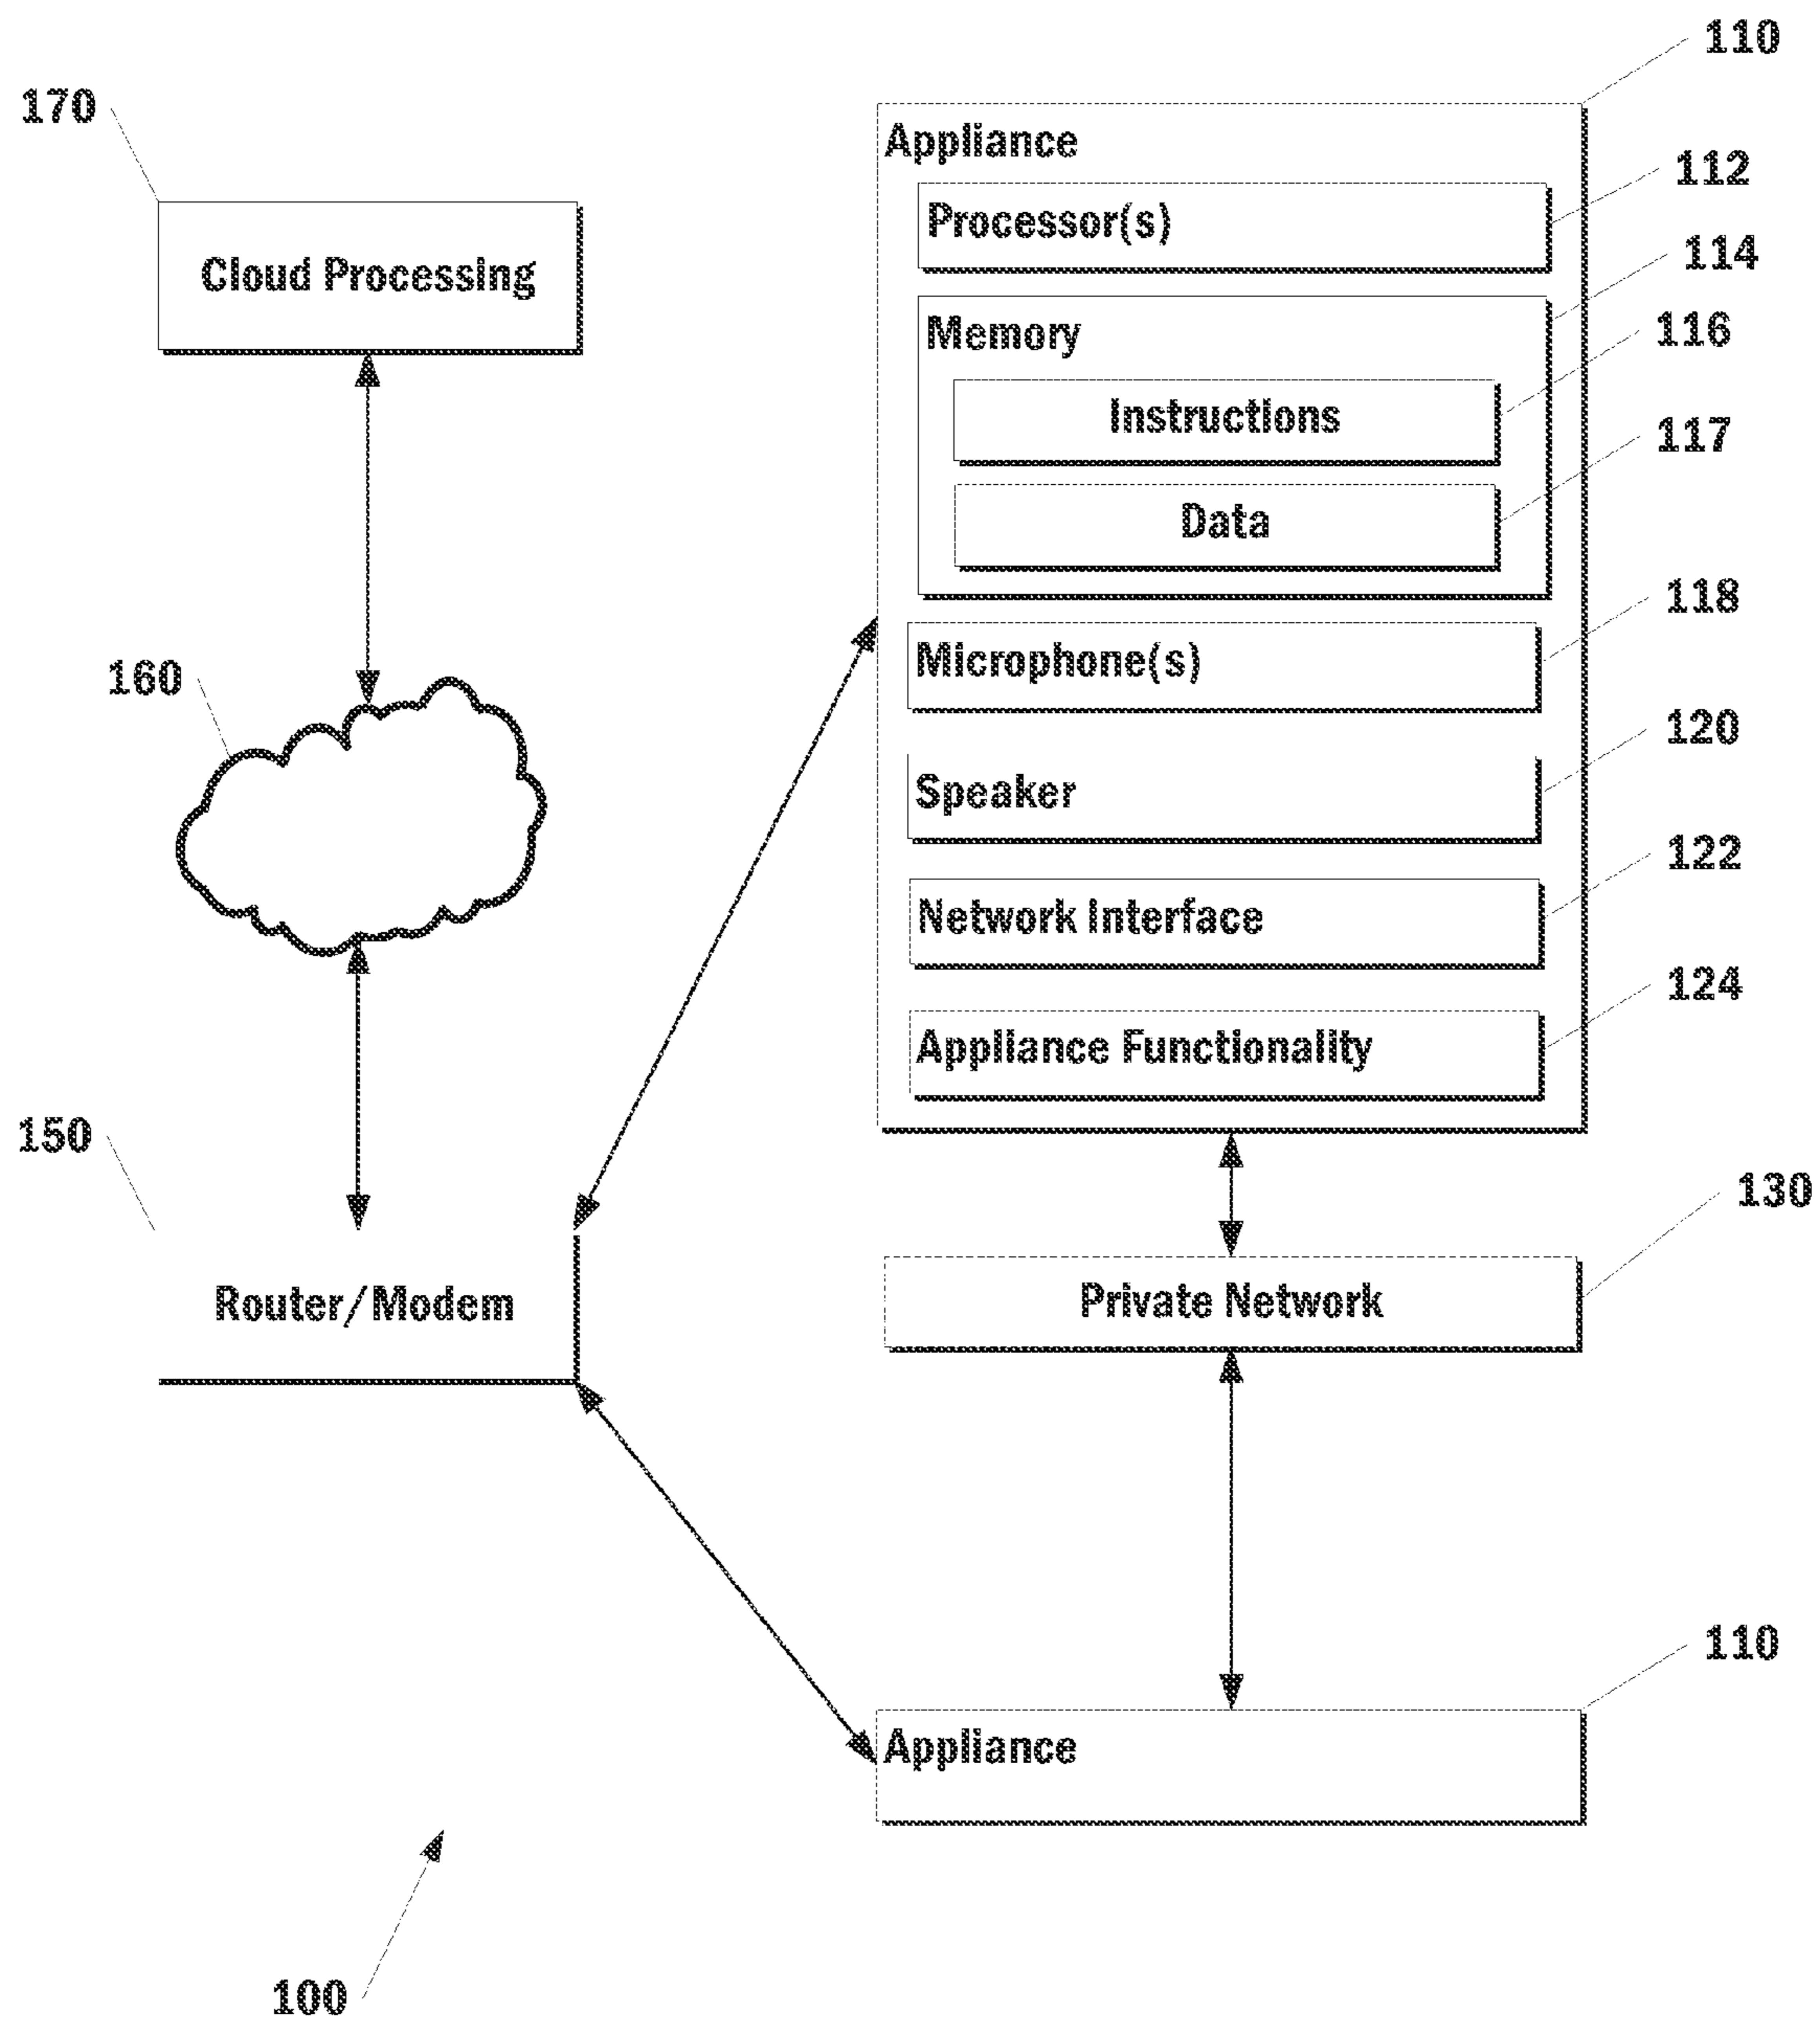 110
170
Appliance
112
Processor(s)
Cloud Processing
114
Memory
116
Instructions
117
Data
118
Microphone(s)
160
120
Speaker
122
Network Interface
124
Appliance Functionality
150
130
Router/Modem
Private Network
110
Appliance
100